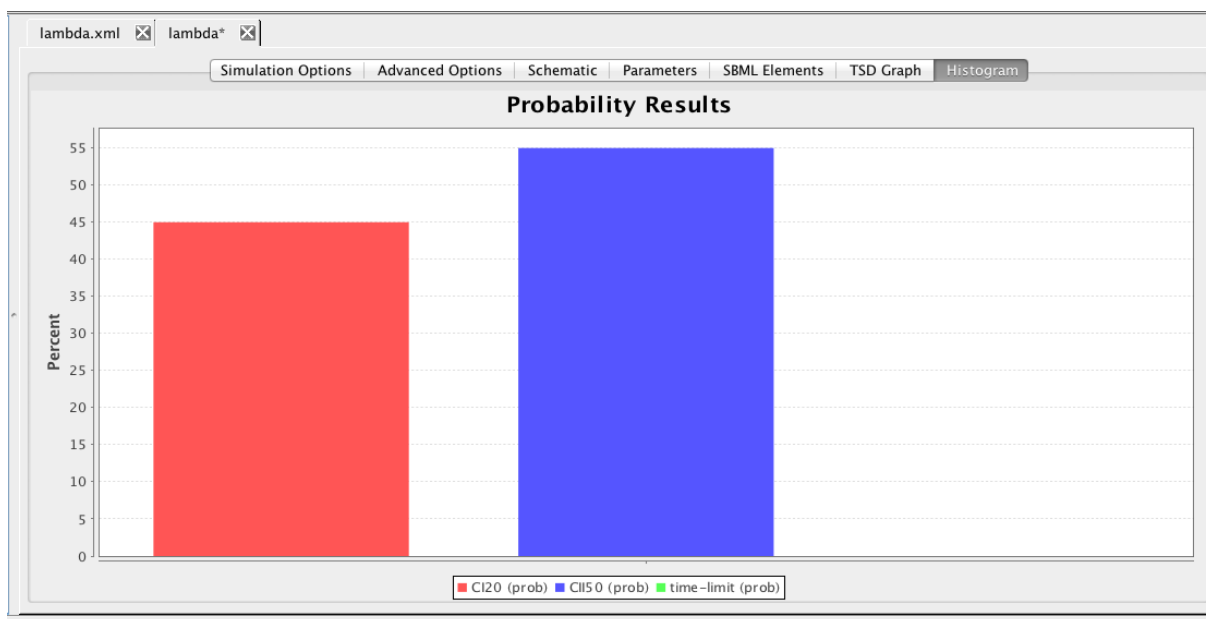 lambda.xml lambda*
Simulation Options Advanced Options Schematic Parameters SBML Elements TSD Graph Histogram
Probability Results
55
50
45
40
35
30
25
20
15
10
5
0
Percent
CI20 (prob) CII50 (prob) time-limit (prob)